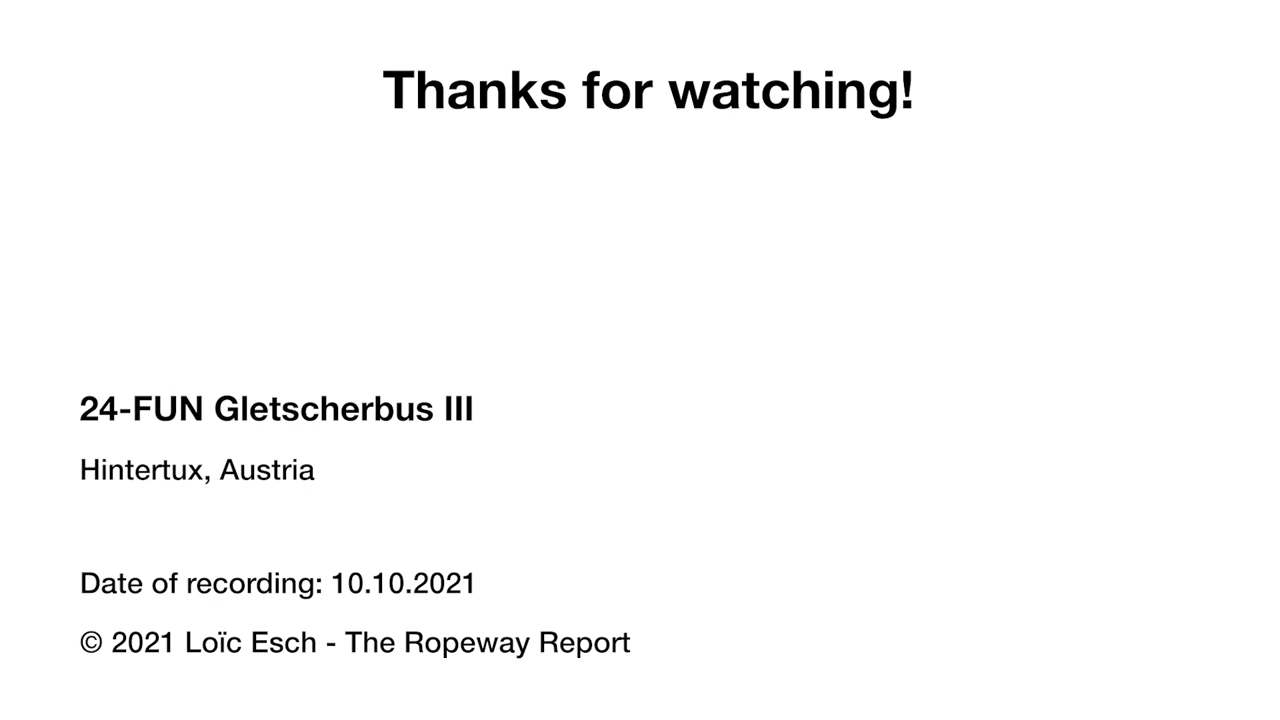 Thanks for watching!
24-FUN Gletscherbus III
Hintertux, Austria
Date of recording: 10.10.2021
© 2021 Loïc Esch - The Ropeway Report